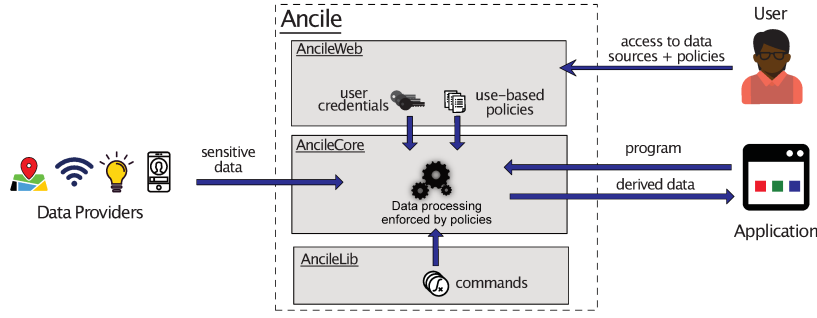 Ancile
User
AncileWeb
access to data
sources + policies
user
credentials
use-based
policies
AncileCore
sensitive
data
program
derived data
Data processing
enforced by policies
Data Providers
Application
AncileLib
commands